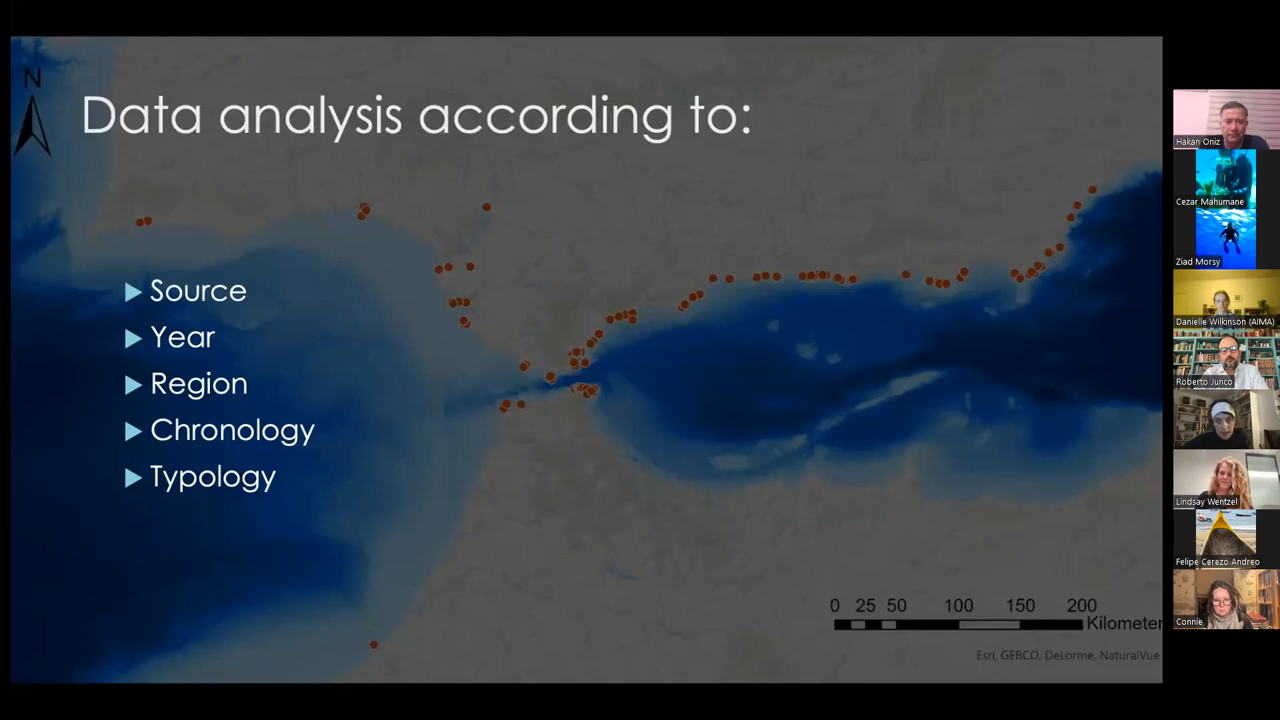 N
Data analysis according to:
Source
Year
Region
Chronology
Typology
0 25 50 100 150 200
Kilometer
Esri, GEBCO, DeLorme, NaturalVue
Hakan Oniz
Cezar Mahumane
Ziad Morsy
Danielle Wilkinson (AIMA)
Roberto Junco
Lindsay Wentzel
Felipe Cerezo Andreo
Connie